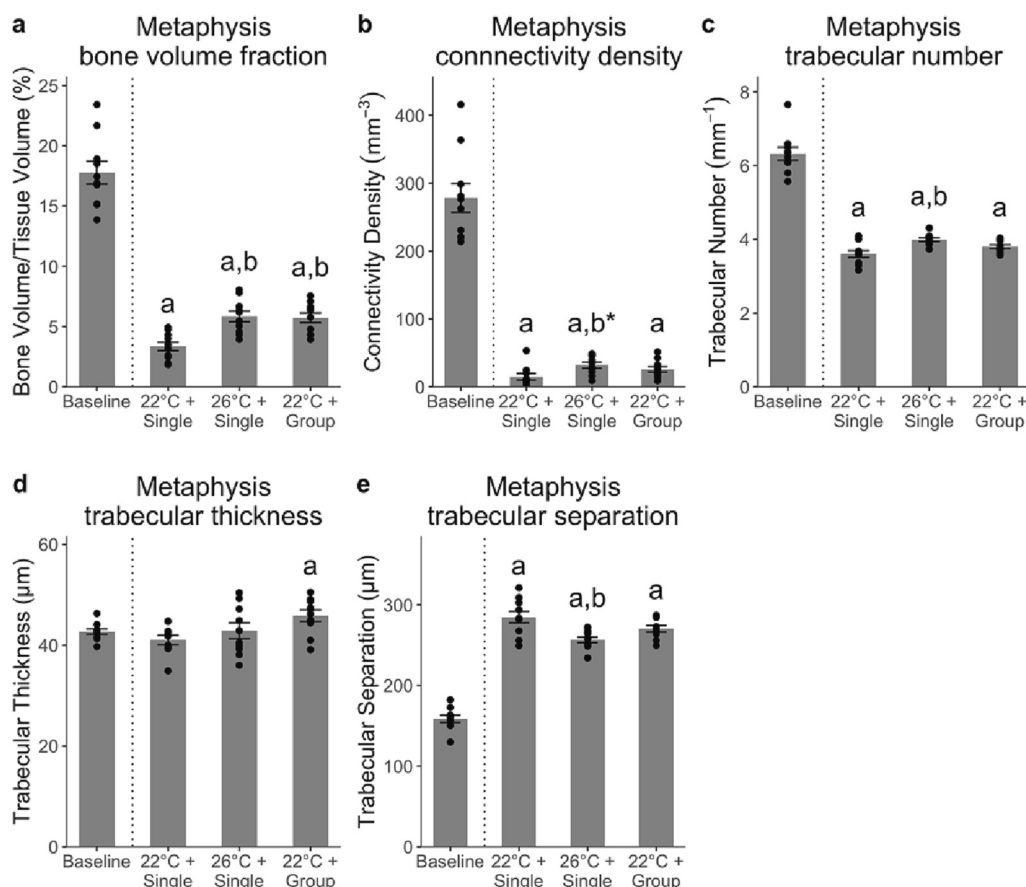 a
Metaphysis
bone volume fraction
Bone Volume/Tissue Volume (%)
25
20
15
10
5
0
a
a,b
a,b
Baseline
22°C +
Single
26°C +
Single
22°C +
Group
b
Metaphysis
connnectivity density
Connectivity Density (mm⁻³)
400
300
200
100
0
a
a,b*
a
Baseline
22°C +
Single
26°C +
Single
22°C +
Group
c
Metaphysis
trabecular number
Trabecular Number (mm⁻¹)
8
6
4
2
0
a
a,b
a
Baseline
22°C +
Single
26°C +
Single
22°C +
Group
d
Metaphysis
trabecular thickness
Trabecular Thickness (µm)
60
40
20
0
a
Baseline
22°C +
Single
26°C +
Single
22°C +
Group
e
Metaphysis
trabecular separation
Trabecular Separation (µm)
300
200
100
0
a
a,b
a
Baseline
22°C +
Single
26°C +
Single
22°C +
Group